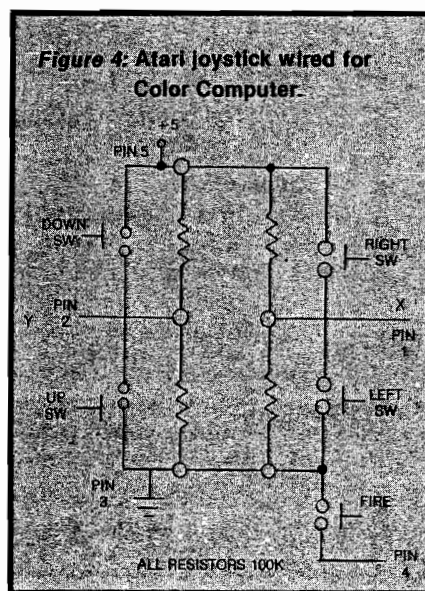 Figure 4: Atari joystick wired for
Color Computer.
+5
PIN 5
DOWN
SW
RIGHT
SW
Y
PIN
2
X
PIN
1
UP
SW
LEFT
SW
PIN
3
FIRE
ALL RESISTORS 100K
PIN
4